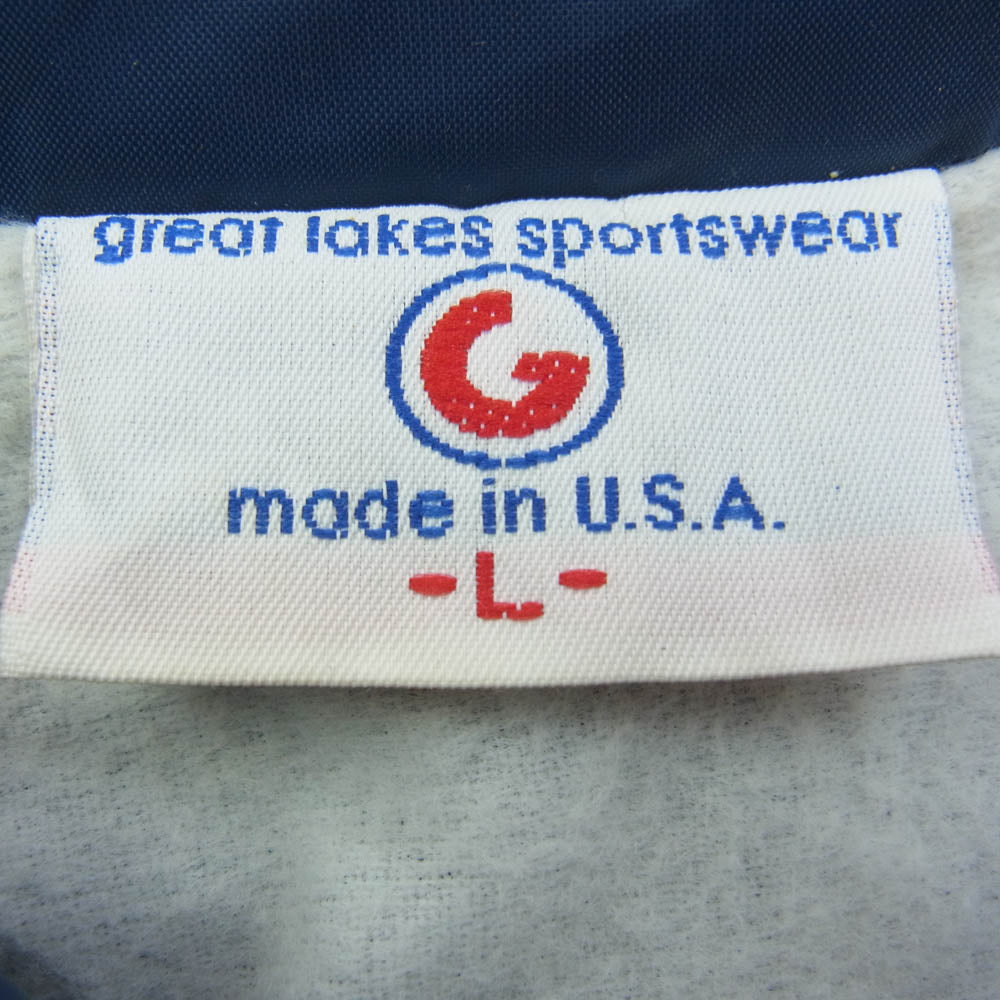 great lakes sportswear
G
made in U.S.A.
- L -